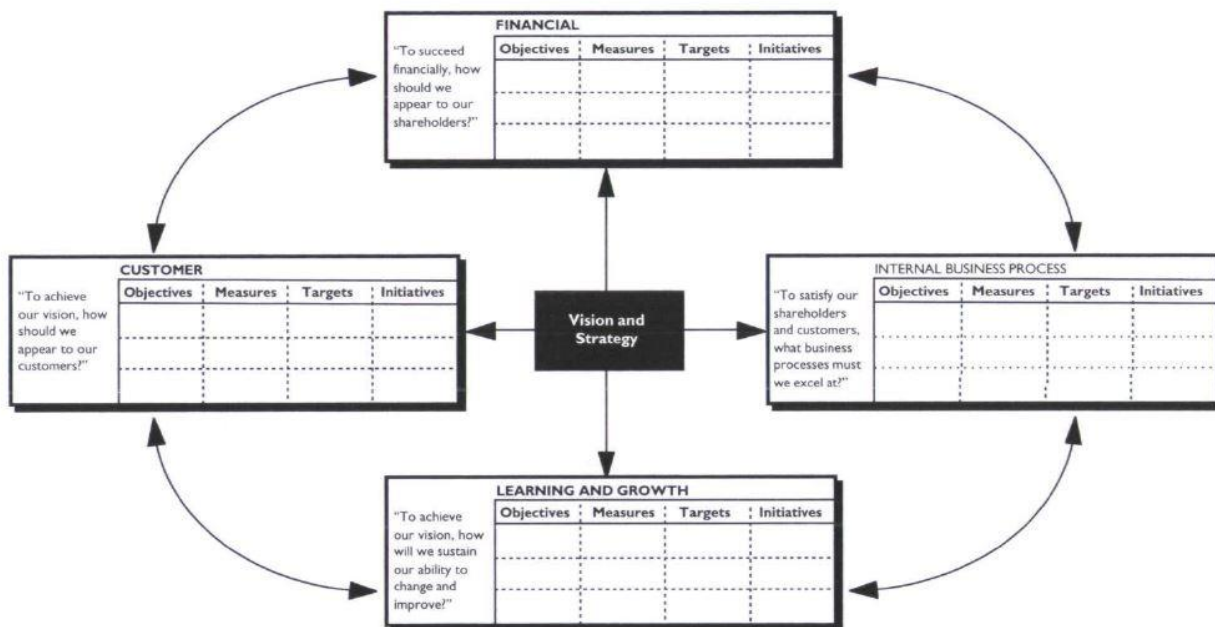 FINANCIAL
"To succeed
financially, how
should we
appear to our
shareholders?"
Objectives Measures Targets Initiatives
CUSTOMER
"To achieve
our vision, how
should we
appear to our
customers?"
Objectives Measures Targets Initiatives
Vision and
Strategy
INTERNAL BUSINESS PROCESS
"To satisfy our
shareholders
and customers,
what business
processes must
we excel at?"
Objectives Measures Targets Initiatives
LEARNING AND GROWTH
"To achieve
our vision, how
will we sustain
our ability to
change and
improve?"
Objectives Measures Targets Initiatives